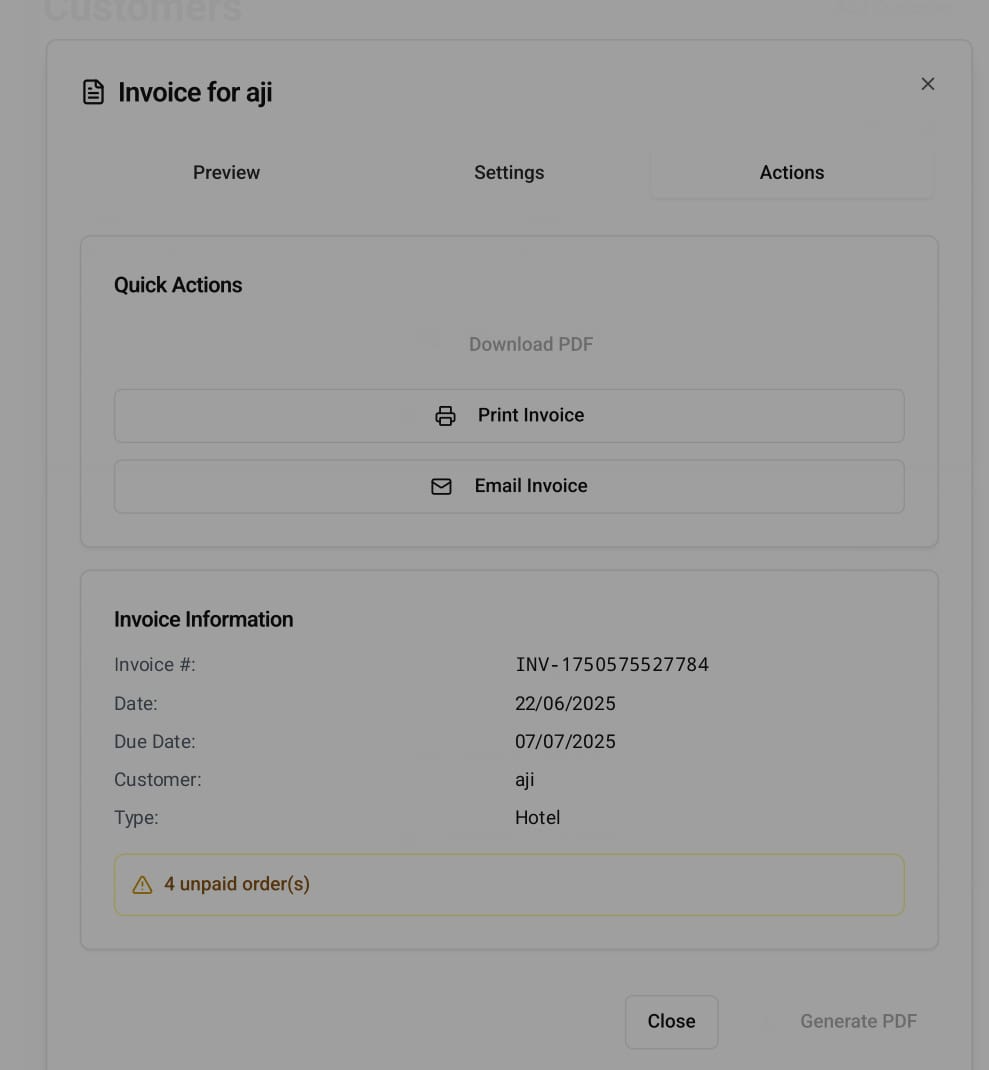 Customers
Invoice for aji
Preview Settings Actions
Quick Actions
Download PDF
Print Invoice
Email Invoice
Invoice Information
Invoice #: INV-1750575527784
Date: 22/06/2025
Due Date: 07/07/2025
Customer: aji
Type: Hotel
4 unpaid order(s)
Close Generate PDF